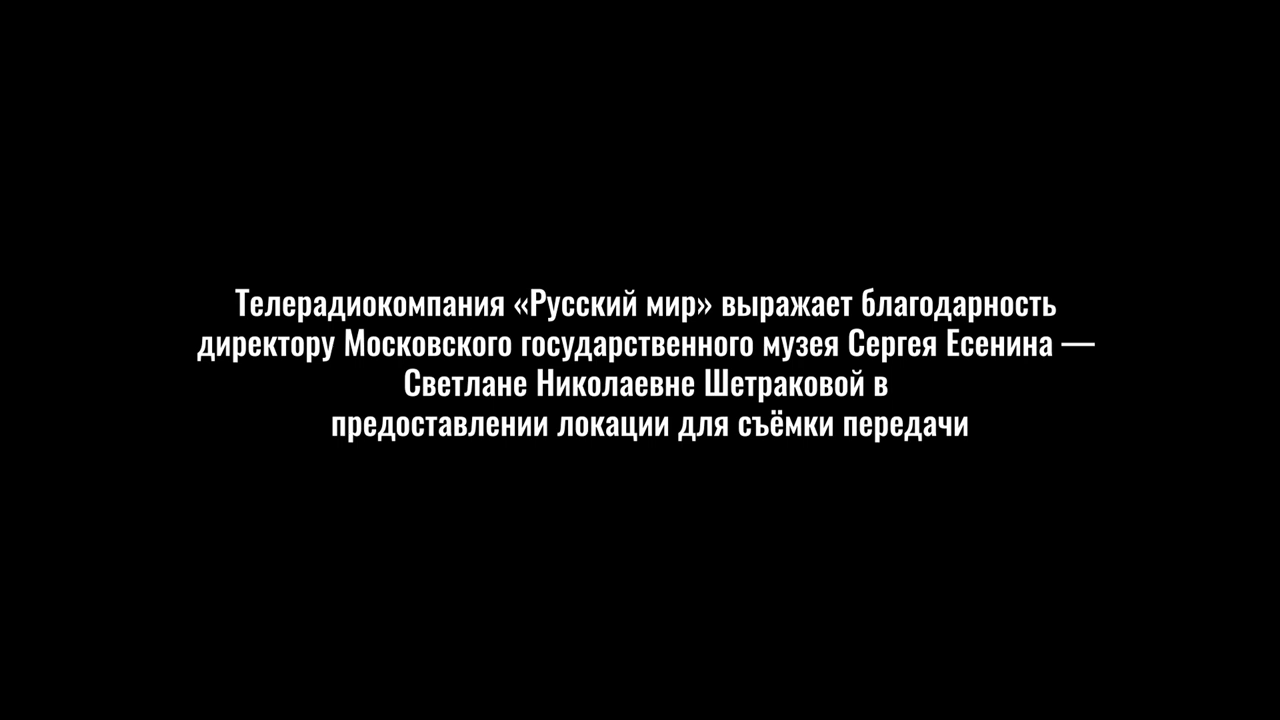 Телерадиокомпания «Русский мир» выражает благодарность
директору Московского государственного музея Сергея Есенина —
Светлане Николаевне Шетраковой в
предоставлении локации для съёмки передачи